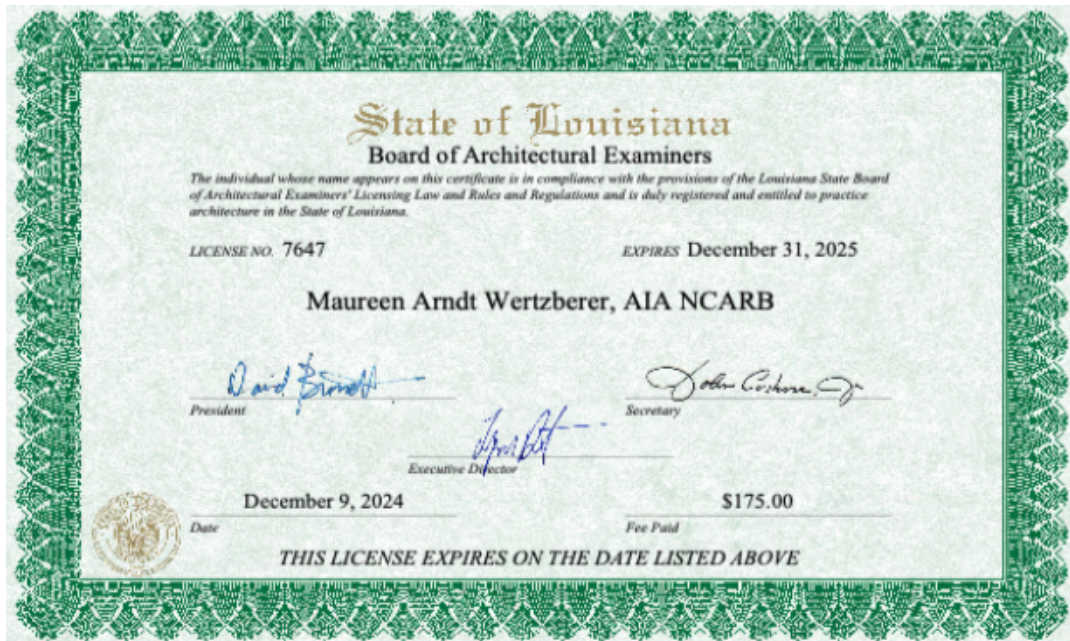 State of Louisiana
Board of Architectural Examiners
The individual whose name appears on this certificate is in compliance with the provisions of the Louisiana State Board
of Architectural Examiners' Licensing Law and Rules and Regulations and is duly registered and entitled to practice
architecture in the State of Louisiana.
LICENSE NO. 7647 EXPIRES December 31, 2025
Maureen Arndt Wertzberer, AIA NCARB
David
President
John
Secretary
Executive Director
December 9, 2024 $175.00
Date Fee Paid
THIS LICENSE EXPIRES ON THE DATE LISTED ABOVE